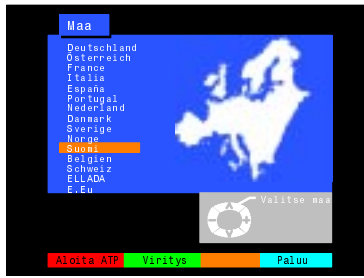 Maa
Deutschland
Österreich
France
Italia
España
Portugal
Nederland
Danmark
Sverige
Norge
Suomi
Belgien
Schweiz
ELLADA
E.Eu
Valitse maa
Aloita ATP
Viritys
Paluu